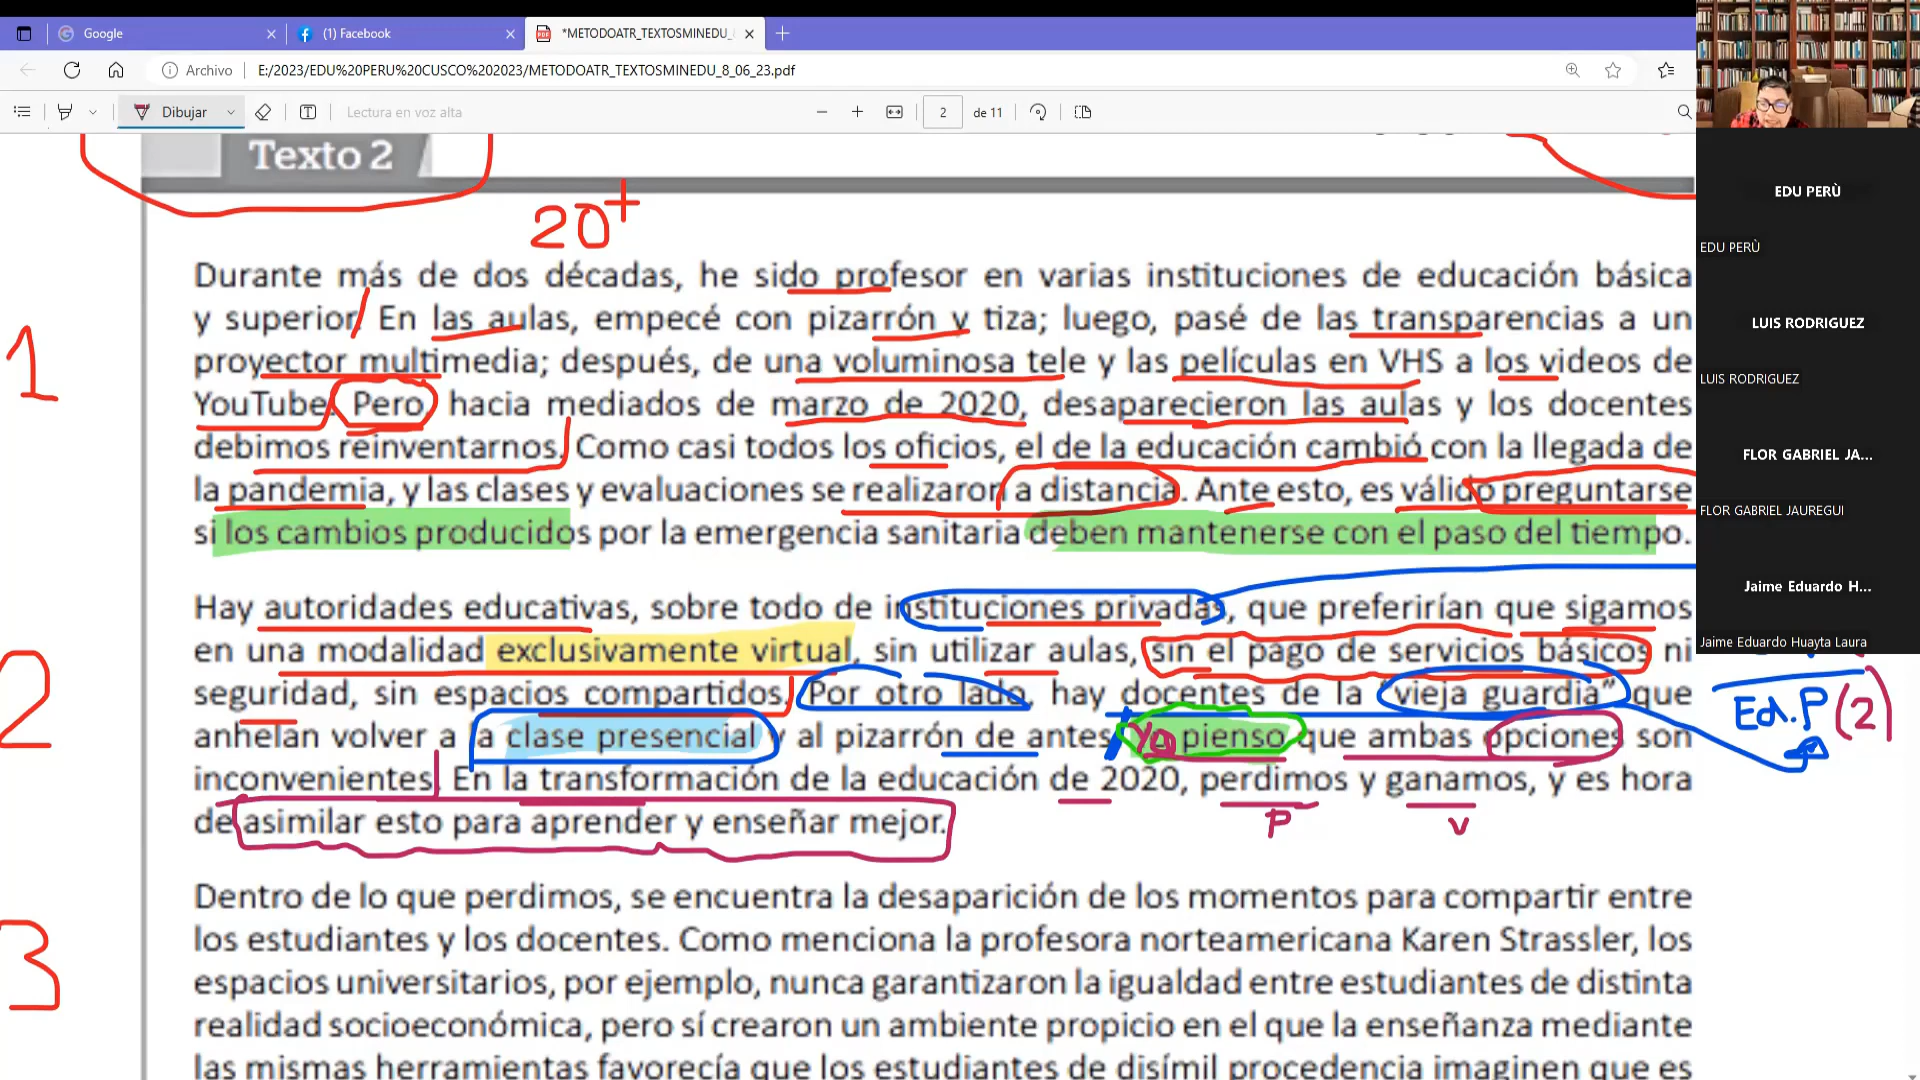 Google
(1) Facebook
*METODOATR_TEXTOSMINEDU_
Archivo
E:/2023/EDU%20PERU%20CUSCO%202023/METODOATR_TEXTOSMINEDU_8_06_23.pdf
Dibujar
Lectura en voz alta
2
de 11
Texto 2
20+
1
Durante más de dos décadas, he sido profesor en varias instituciones de educación básica
y superior. En las aulas, empecé con pizarrón y tiza; luego, pasé de las transparencias a un
proyector multimedia; después, de una voluminosa tele y las películas en VHS a los videos de
YouTube. Pero, hacia mediados de marzo de 2020, desaparecieron las aulas y los docentes
debimos reinventarnos. Como casi todos los oficios, el de la educación cambió con la llegada de
la pandemia, y las clases y evaluaciones se realizaron a distancia. Ante esto, es válido preguntarse
si los cambios producidos por la emergencia sanitaria deben mantenerse con el paso del tiempo.
2
Hay autoridades educativas, sobre todo de instituciones privadas, que preferirían que sigamos
en una modalidad exclusivamente virtual, sin utilizar aulas, sin el pago de servicios básicos ni
seguridad, sin espacios compartidos. Por otro lado, hay docentes de la "vieja guardia" que
anhelan volver a la clase presencial y al pizarrón de antes. Yo pienso que ambas opciones son
inconvenientes. En la transformación de la educación de 2020, perdimos y ganamos, y es hora
de asimilar esto para aprender y enseñar mejor.
P
v
Ed.P (2)
3
Dentro de lo que perdimos, se encuentra la desaparición de los momentos para compartir entre
los estudiantes y los docentes. Como menciona la profesora norteamericana Karen Strassler, los
espacios universitarios, por ejemplo, nunca garantizaron la igualdad entre estudiantes de distinta
realidad socioeconómica, pero sí crearon un ambiente propicio en el que la enseñanza mediante
las mismas herramientas favorecía que los estudiantes de disímil procedencia imaginen que es
EDU PERÙ
EDU PERÙ
LUIS RODRIGUEZ
LUIS RODRIGUEZ
FLOR GABRIEL JA...
FLOR GABRIEL JAUREGUI
Jaime Eduardo H...
Jaime Eduardo Huayta Laura